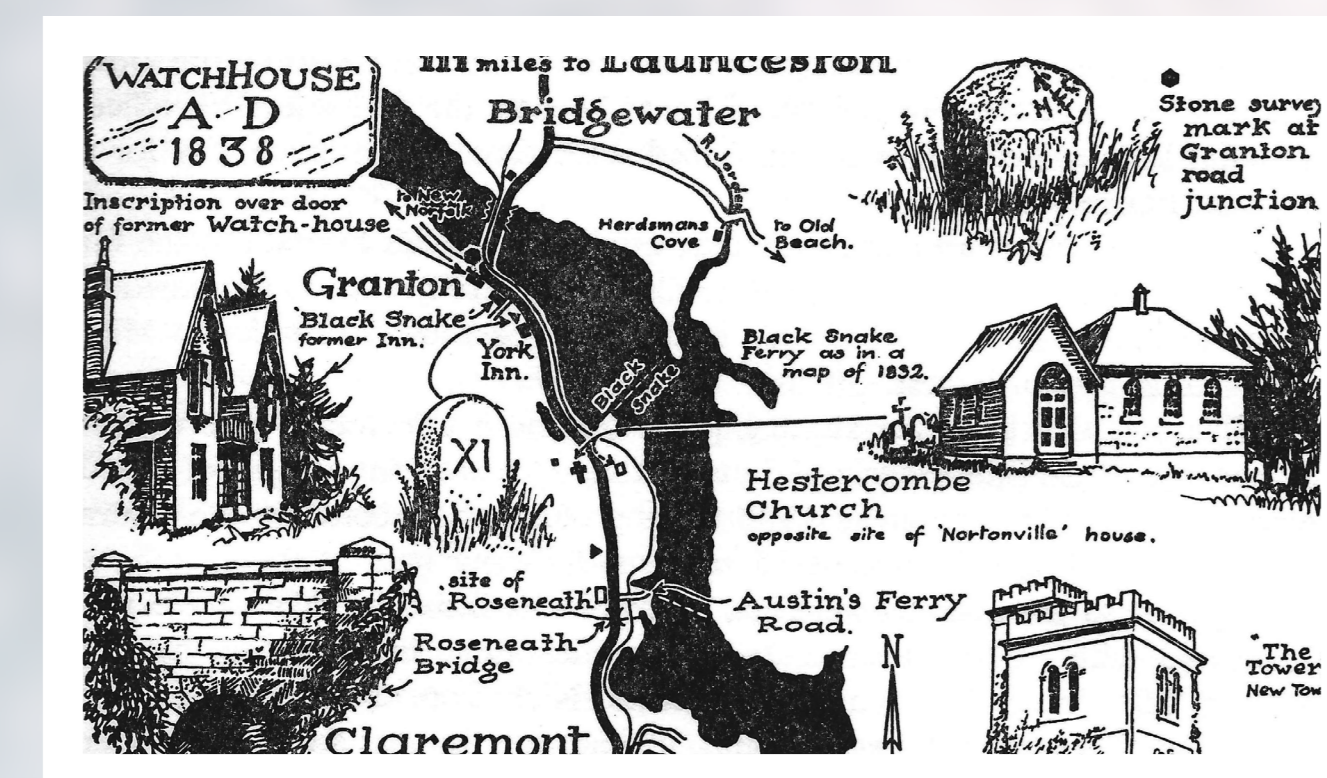 WATCHHOUSE
A·D
1838
Inscription over door
of former Watch-house
miles to Launceston
Bridgewater
R. Jordan
to New
Norfolk
Herdsmans
Cove
to Old
Beach.
Stone survey
mark at
Granton
road
junction
Granton
'Black Snake'
former Inn.
York
Inn.
XI
Black
Snake
Black Snake
Ferry as in a
map of 1832.
Hestercombe
Church
opposite site of 'Nortonville' house.
site of
'Roseneath'
Roseneath
Bridge
Austin's Ferry
Road.
N
"The
Tower
New Tow
Claremont